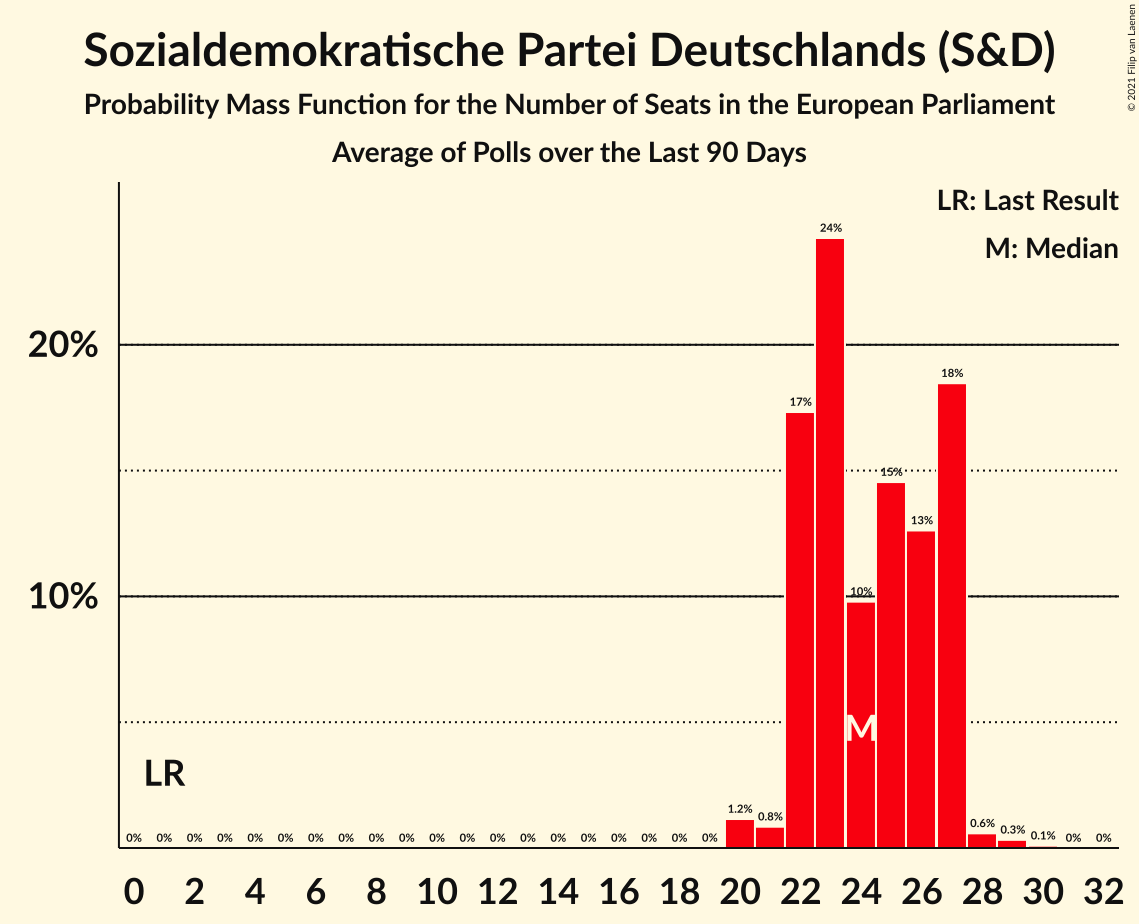 © 2021 Filip van Laenen
Sozialdemokratische Partei Deutschlands (S&D)
Probability Mass Function for the Number of Seats in the European Parliament
Average of Polls over the Last 90 Days
LR: Last Result
M: Median
24%
20%
18%
17%
15%
13%
10%
10%
M
LR
0% 0% 0% 0% 0% 0% 0% 0% 0% 0% 0% 0% 0% 0% 0% 0% 0% 0% 0% 0% 1.2% 0.8% 0.6% 0.3% 0.1% 0% 0%
0 2 4 6 8 10 12 14 16 18 20 22 24 26 28 30 32